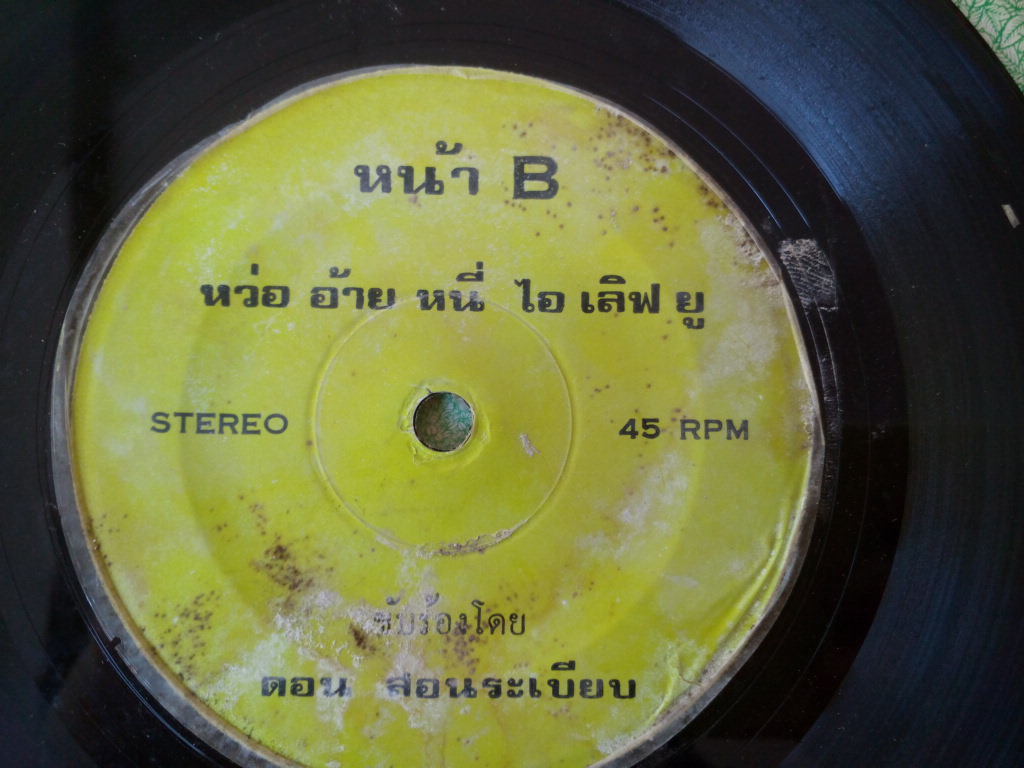 หน้า B
หว่อ อ้าย หนี่ ไอ เลิฟ ยู
STEREO 45 RPM
ขับร้องโดย
ดอน สอนระเบียบ